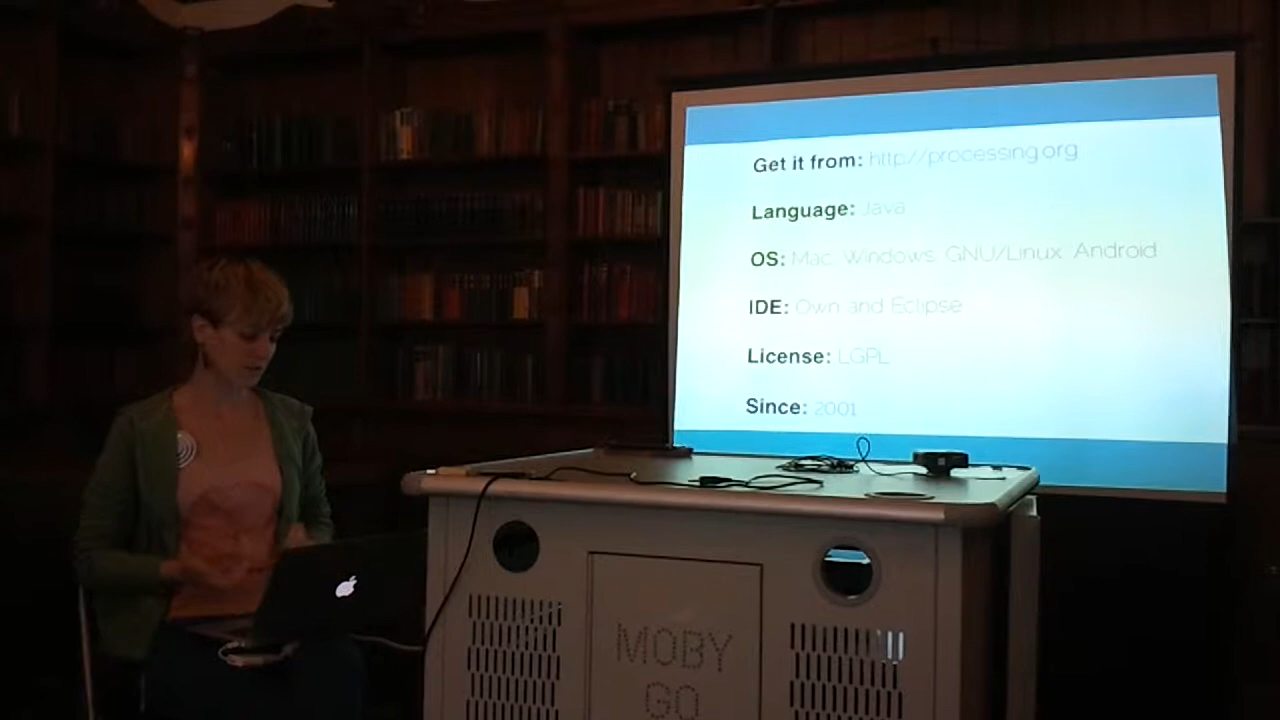 Get it from: http://processing.org
Language: Java
OS: Mac, Windows, GNU/Linux, Android
IDE: Own and Eclipse
License: LGPL
Since: 2001
MOBY
GO